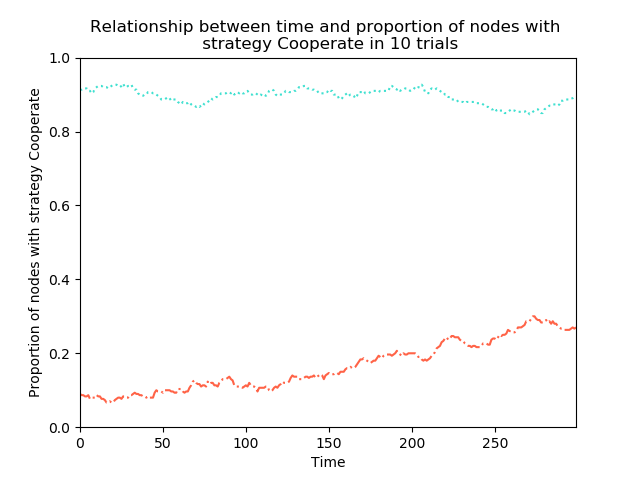 Relationship between time and proportion of nodes with
strategy Cooperate in 10 trials
Proportion of nodes with strategy Cooperate
1.0
0.8
0.6
0.4
0.2
0.0
0 50 100 150 200 250
Time